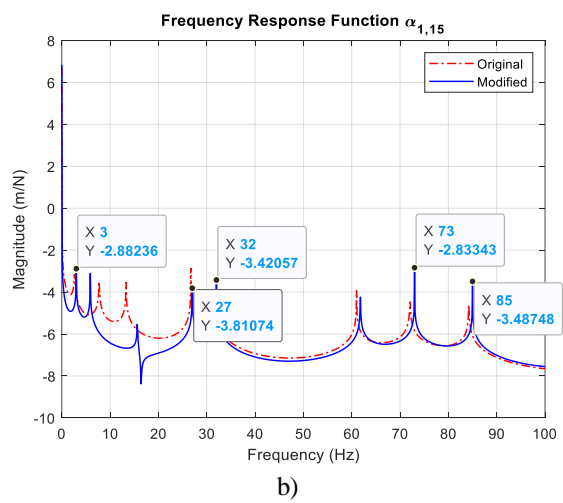 Frequency Response Function α1,15
Original
Modified
Magnitude (m/N)
8
6
4
2
0
-2
-4
-6
-8
-10
X 3
Y -2.88236
X 32
Y -3.42057
X 27
Y -3.81074
X 73
Y -2.83343
X 85
Y -3.48748
0 10 20 30 40 50 60 70 80 90 100
Frequency (Hz)
b)